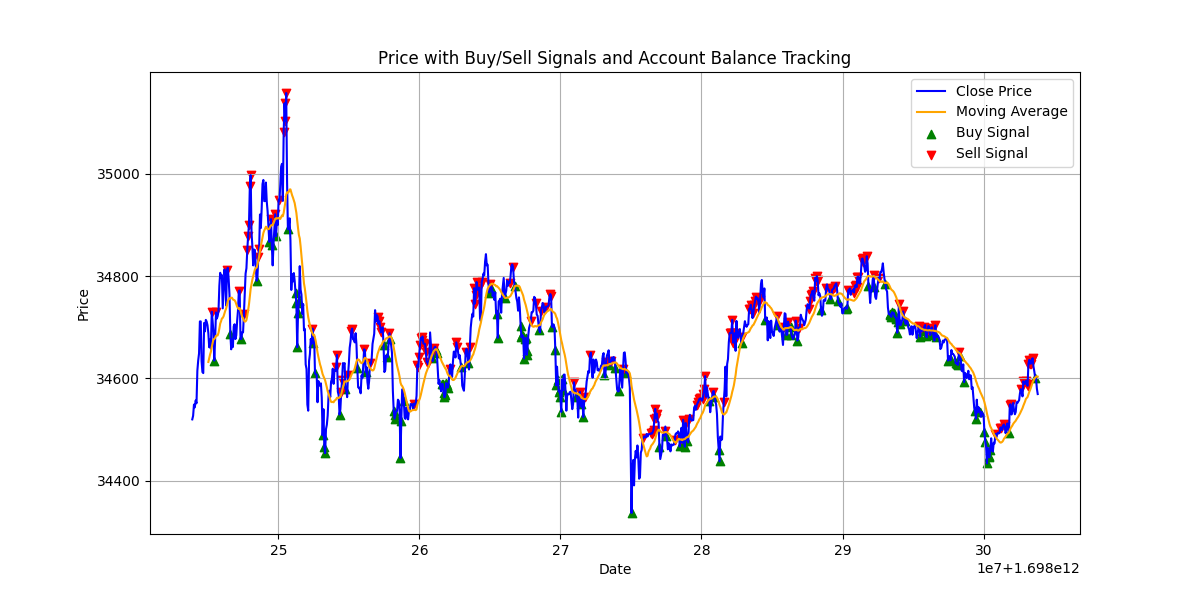 Price with Buy/Sell Signals and Account Balance Tracking
Close Price
Moving Average
Buy Signal
Sell Signal
35000
34800
34600
34400
Price
25 26 27 28 29 30
Date
1e7+1.698e12